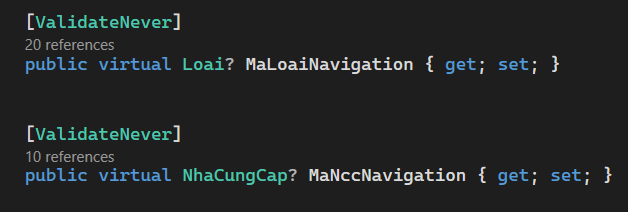 [ValidateNever]
20 references
public virtual Loai? MaLoaiNavigation { get; set; }
[ValidateNever]
10 references
public virtual NhaCungCap? MaNccNavigation { get; set; }